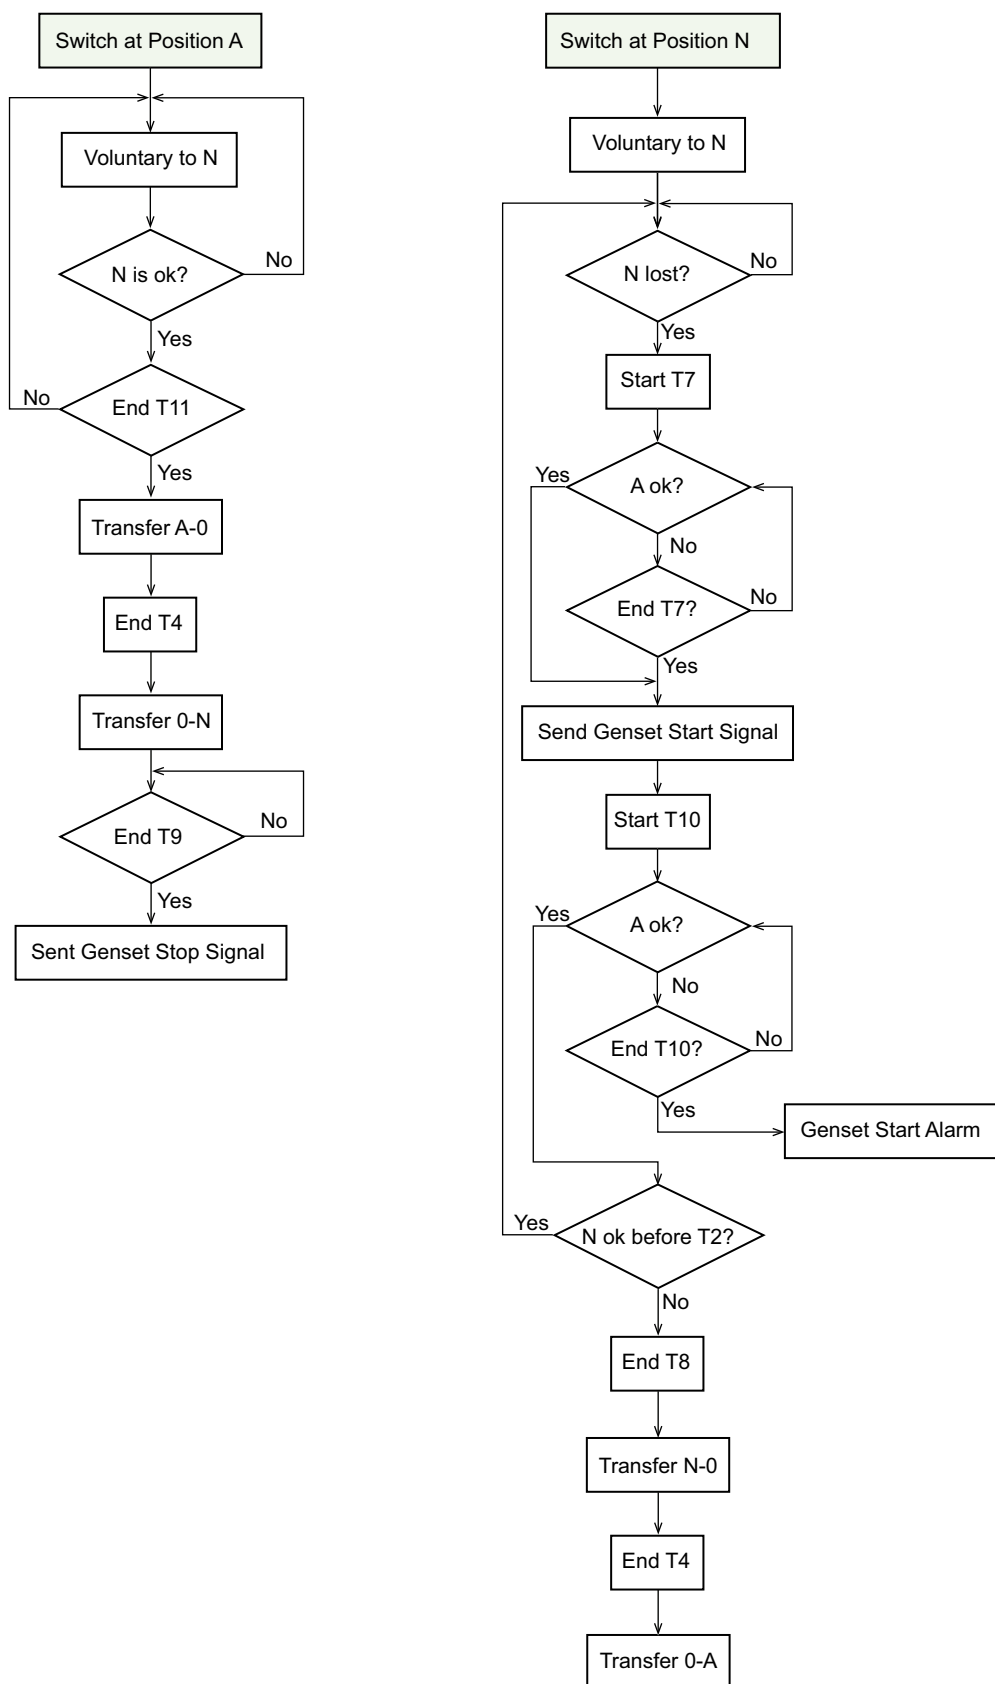 Switch at Position A
Voluntary to N
N is ok?
No
Yes
No
End T11
Yes
Transfer A-0
End T4
Transfer 0-N
End T9
No
Yes
Sent Genset Stop Signal
Switch at Position N
Voluntary to N
N lost?
No
Yes
Start T7
Yes
A ok?
No
End T7?
No
Yes
Send Genset Start Signal
Start T10
Yes
A ok?
No
End T10?
No
Yes
Genset Start Alarm
Yes
N ok before T2?
No
End T8
Transfer N-0
End T4
Transfer 0-A